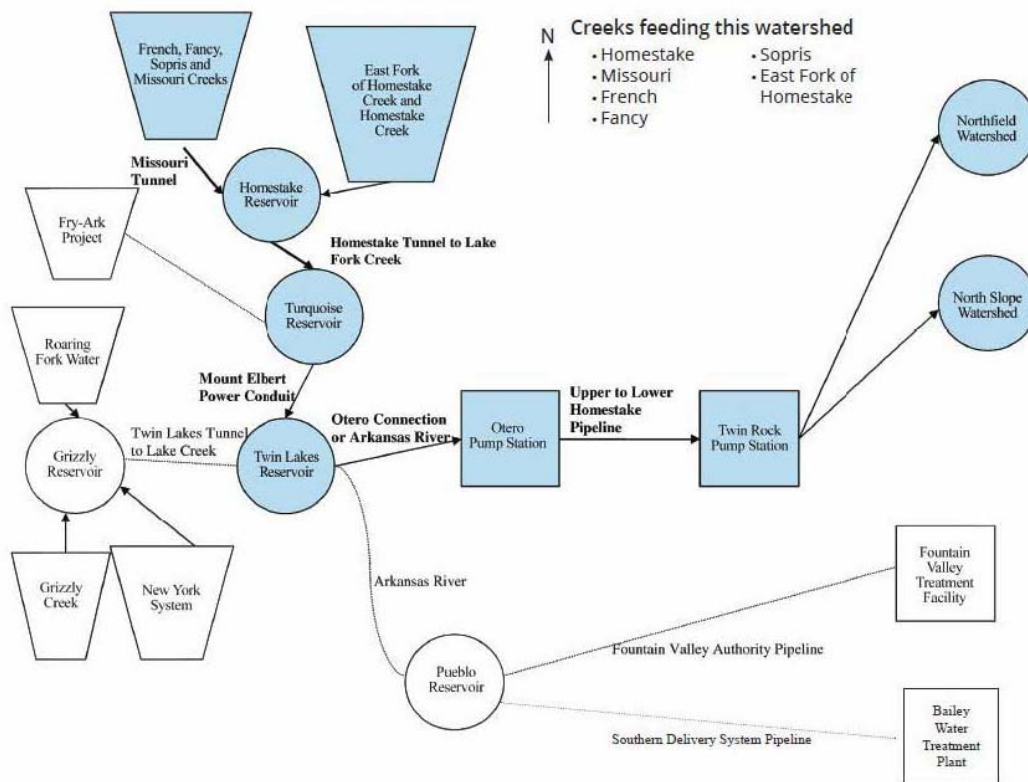 French, Fancy,
Sopris and
Missouri Creeks
East Fork
of Homestake
Creek and
Homestake
Creek
N
Creeks feeding this watershed
• Homestake
• Missouri
• French
• Fancy
• Sopris
• East Fork of
Homestake
Northfield
Watershed
Missouri
Tunnel
Homestake
Reservoir
Fry-Ark
Project
Homestake Tunnel to Lake
Fork Creek
North Slope
Watershed
Turquoise
Reservoir
Roaring
Fork Water
Mount Elbert
Power Conduit
Otero Connection
or Arkansas River
Upper to Lower
Homestake
Pipeline
Otero
Pump Station
Twin Rock
Pump Station
Twin Lakes Tunnel
to Lake Creek
Grizzly
Reservoir
Twin Lakes
Reservoir
Grizzly
Creek
New York
System
Arkansas River
Fountain
Valley
Treatment
Facility
Pueblo
Reservoir
Fountain Valley Authority Pipeline
Southern Delivery System Pipeline
Bailey
Water
Treatment
Plant